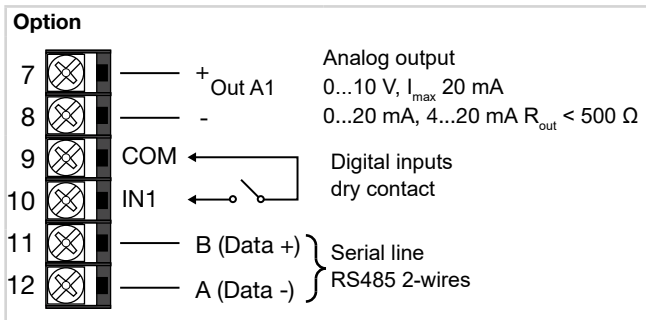 Option
7 + Out A1 Analog output
0...10 V, Imax 20 mA
8 - 0...20 mA, 4...20 mA Rout < 500 Ω
9 COM Digital inputs
10 IN1 dry contact
11 B (Data +) Serial line
12 A (Data -) RS485 2-wires